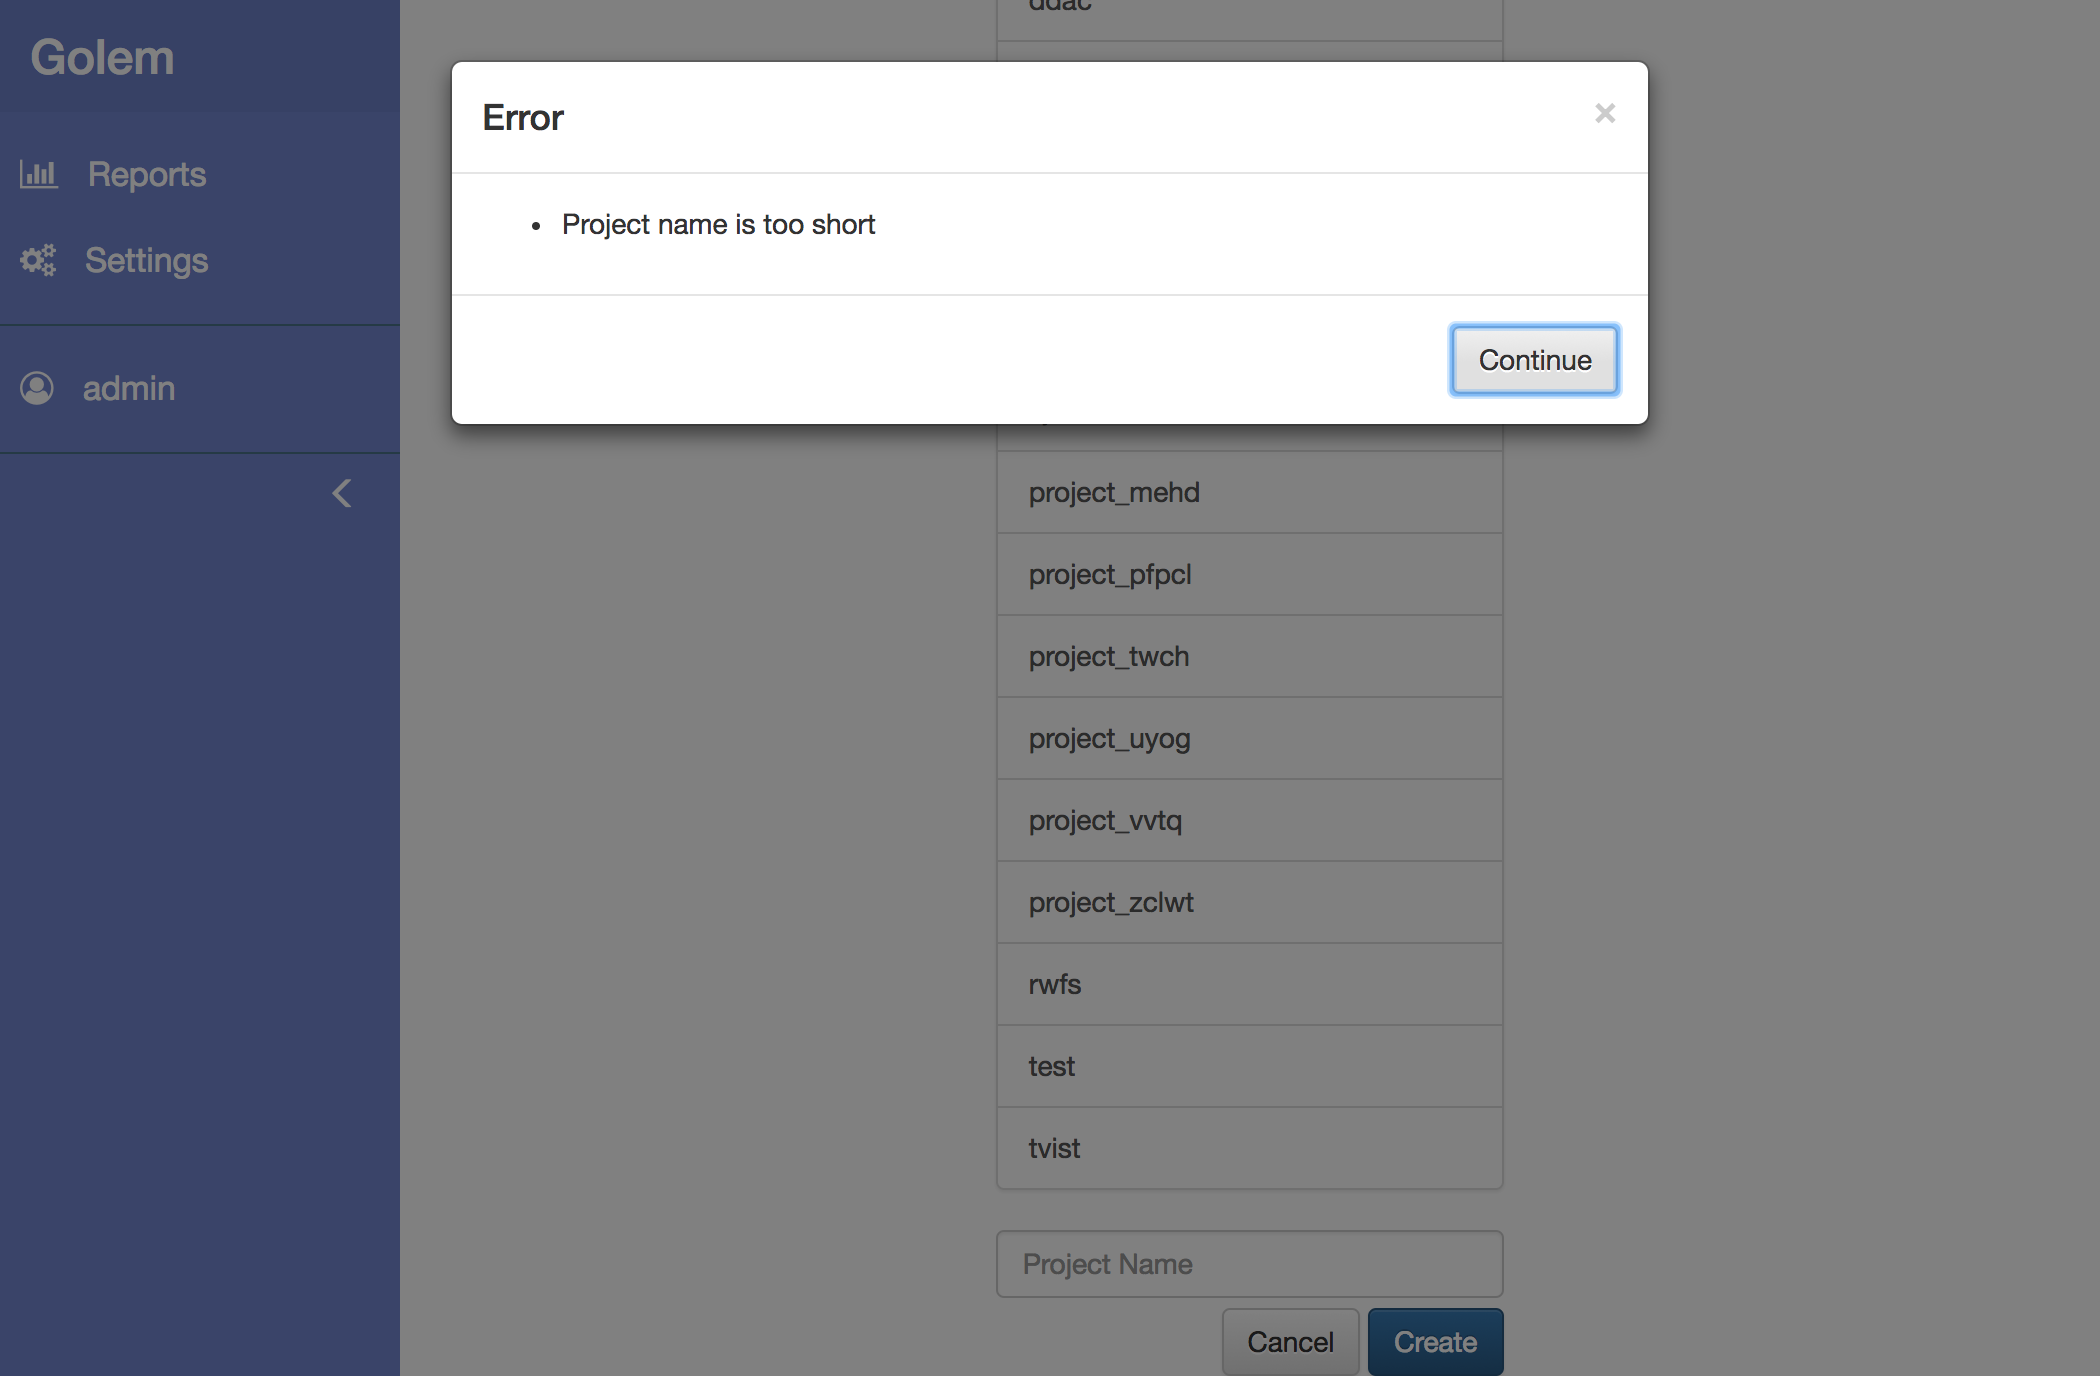 Golem
Reports
Settings
admin
Error
×
Project name is too short
Continue
project_mehd
project_pfpcl
project_twch
project_uyog
project_vvtq
project_zclwt
rwfs
test
tvist
Project Name
Cancel
Create